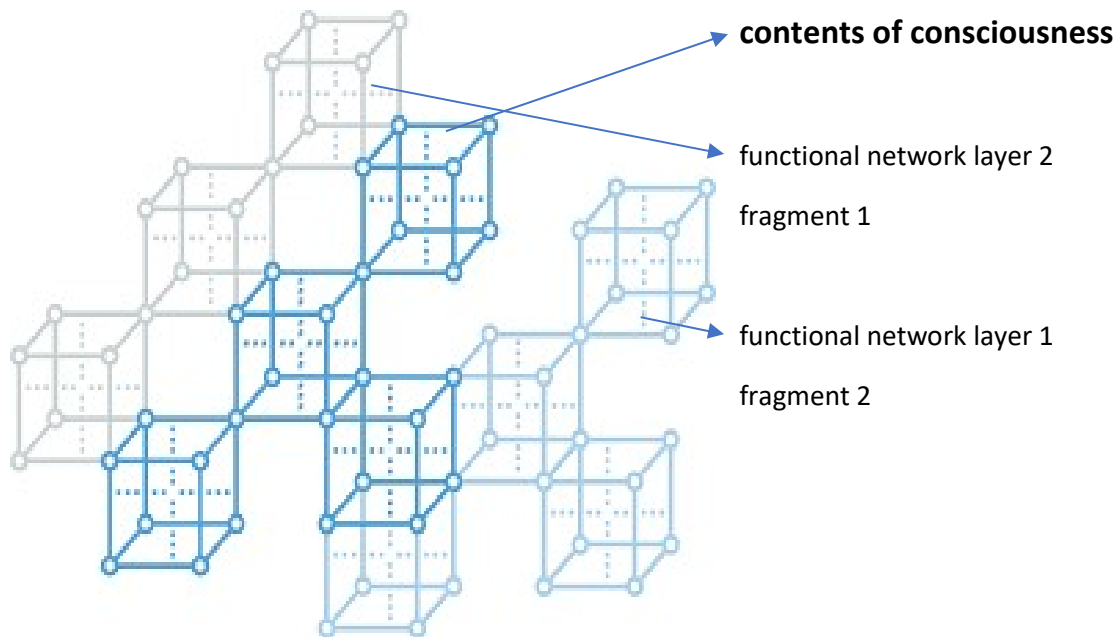 contents of consciousness
functional network layer 2
fragment 1
functional network layer 1
fragment 2